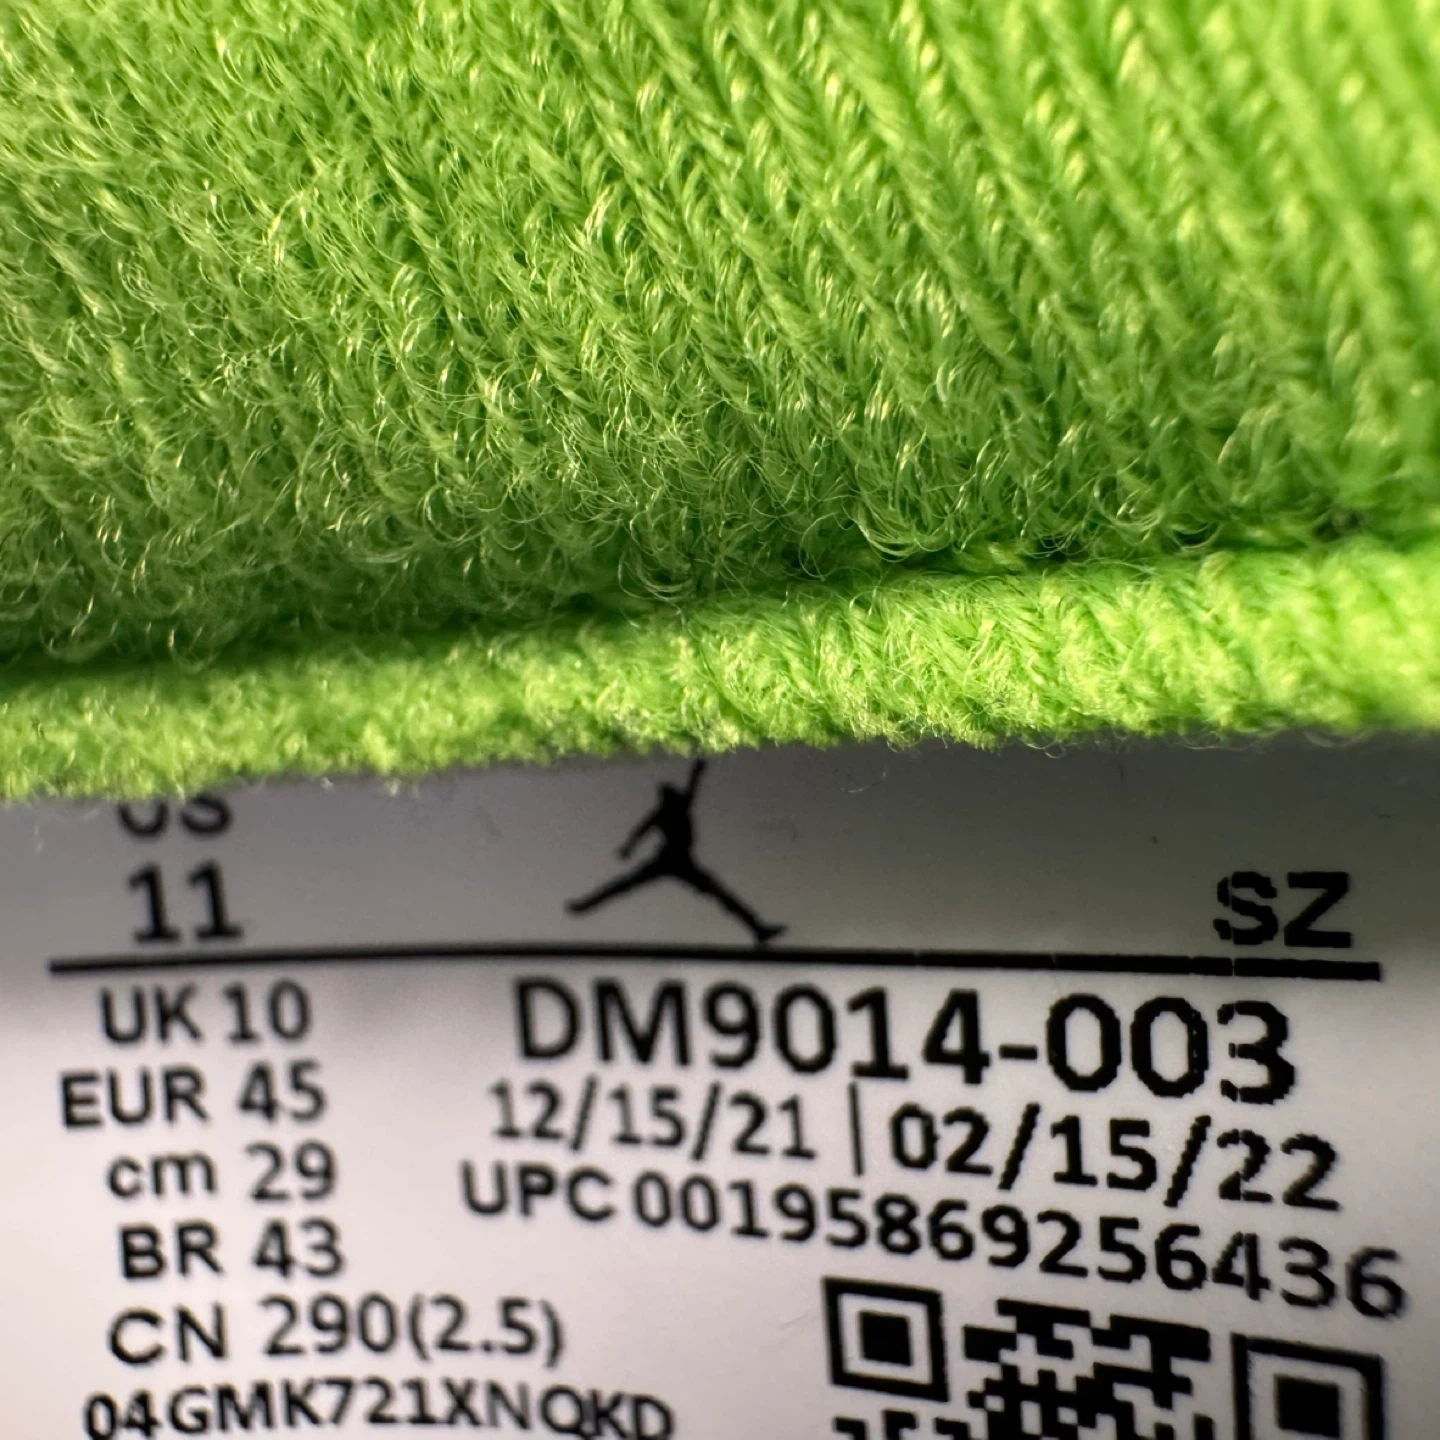 US
11
SZ
UK 10
EUR 45
cm 29
BR 43
CN 290(2.5)
04GMK721XNQKD
DM9014-003
12/15/21 | 02/15/22
UPC 00195869256436